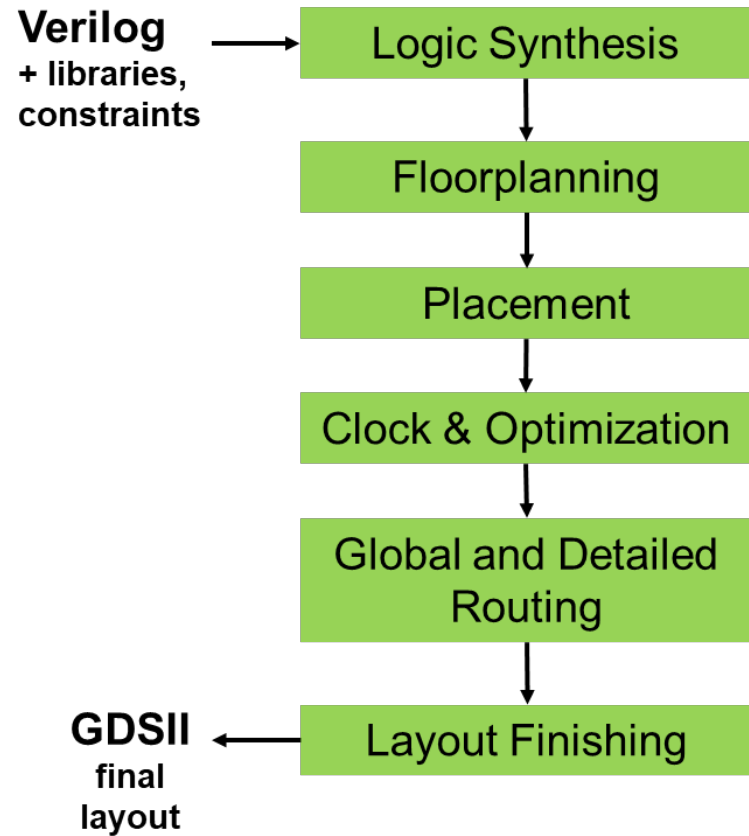 Verilog
+ libraries,
constraints
Logic Synthesis
Floorplanning
Placement
Clock & Optimization
Global and Detailed
Routing
Layout Finishing
GDSII
final
layout